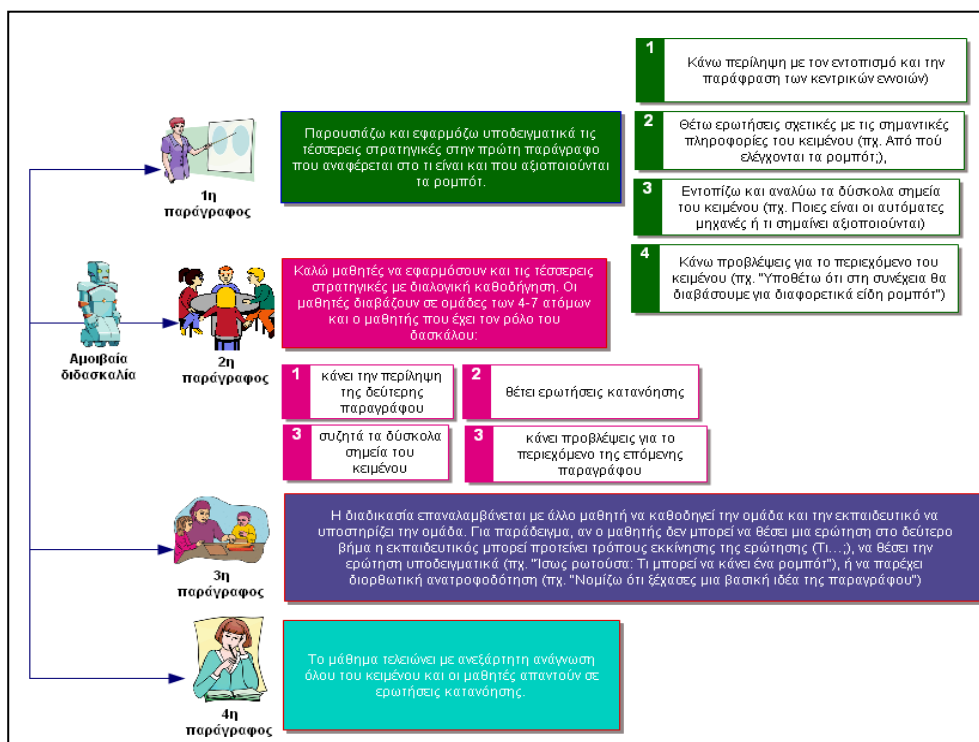 1
Κάνω περίληψη με τον εντοπισμό και την
παράφραση των κεντρικών εννοιών)
Παρουσιάζω και εφαρμόζω υποδειγματικά τις
τέσσερεις στρατηγικές στην πρώτη παράγραφο
που αναφέρεται στο τι είναι και που αξιοποιούνται
τα ρομπότ.
2
Θέτω ερωτήσεις σχετικές με τις σημαντικές
πληροφορίες του κειμένου (πχ. Από πού
ελέγχονται τα ρομπότ;),
1η
παράγραφος
3
Εντοπίζω και αναλύω τα δύσκολα σημεία
του κειμένου (πχ. Ποιες είναι οι αυτόματες
μηχανές ή τι σημαίνει αξιοποιούνται)
4
Κάνω προβλέψεις για το περιεχόμενο του
κειμένου (πχ. "Υποθέτω ότι στη συνέχεια θα
διαβάσουμε για διαφορετικά είδη ρομπότ")
Καλώ μαθητές να εφαρμόσουν και τις τέσσερεις
στρατηγικές με διαλογική καθοδήγηση. Οι
μαθητές διαβάζουν σε ομάδες των 4-7 ατόμων
και ο μαθητής που έχει τον ρόλο του
δασκάλου:
Αμοιβαία
διδασκαλία
2η
παράγραφος
1
κάνει την περίληψη
της δεύτερης
παραγράφου
2
θέτει ερωτήσεις κατανόησης
3
συζητά τα δύσκολα
σημεία του
κειμένου
3
κάνει προβλέψεις για το
περιεχόμενο της επόμενης
παραγράφου
Η διαδικασία επαναλαμβάνεται με άλλο μαθητή να καθοδηγεί την ομάδα και την εκπαιδευτικό να
υποστηρίζει την ομάδα. Για παράδειγμα, αν ο μαθητής δεν μπορεί να θέσει μια ερώτηση στο δεύτερο
βήμα η εκπαιδευτικός μπορεί προτείνει τρόπους εκκίνησης της ερώτησης (Τι...;), να θέσει την
ερώτηση υποδειγματικά (πχ. "Ίσως ρωτούσα: Τι μπορεί να κάνει ένα ρομπότ"), ή να παρέχει
διορθωτική ανατροφοδότηση (πχ. "Νομίζω ότι ξέχασες μια βασική ιδέα της παραγράφου")
3η
παράγραφος
Το μάθημα τελειώνει με ανεξάρτητη ανάγνωση
όλου του κειμένου και οι μαθητές απαντούν σε
ερωτήσεις κατανόησης.
4η
παράγραφος